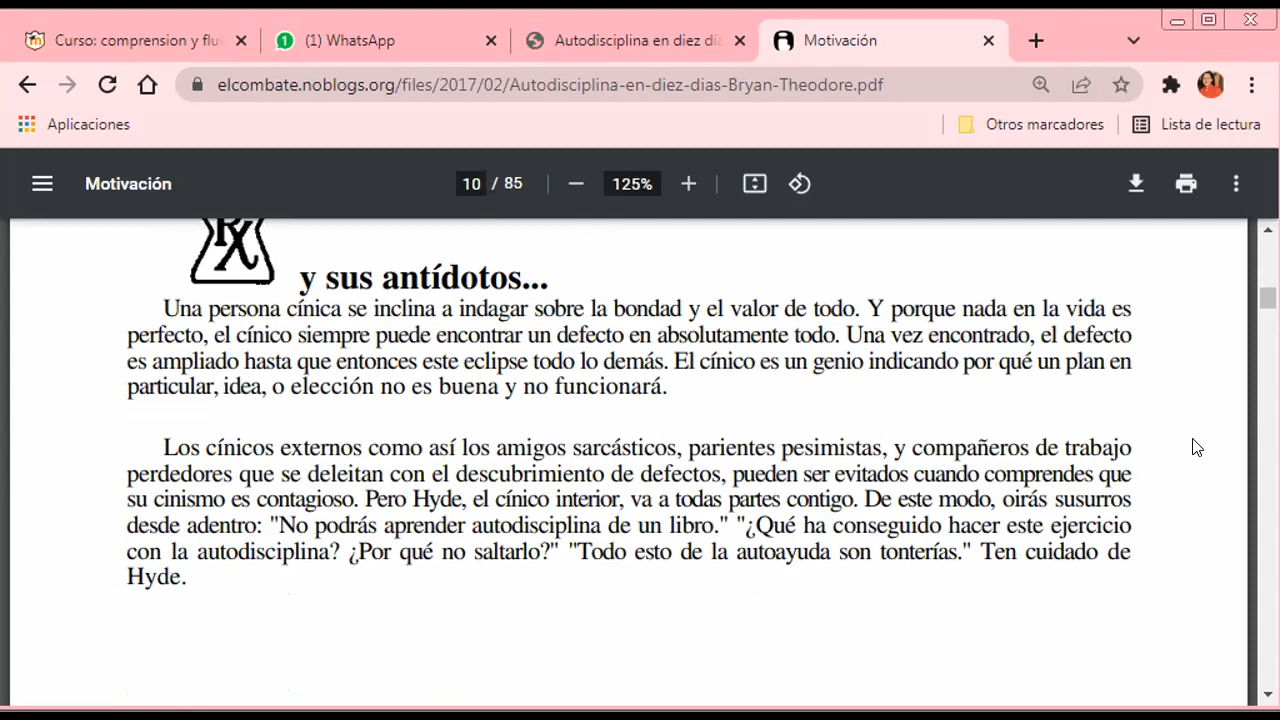 Curso: comprension y flu
(1) WhatsApp
Autodisciplina en diez día
Motivación
elcombate.noblogs.org/files/2017/02/Autodisciplina-en-diez-dias-Bryan-Theodore.pdf
Aplicaciones
Otros marcadores
Lista de lectura
Motivación
10 / 85
125%
y sus antídotos...
Una persona cínica se inclina a indagar sobre la bondad y el valor de todo. Y porque nada en la vida es
perfecto, el cínico siempre puede encontrar un defecto en absolutamente todo. Una vez encontrado, el defecto
es ampliado hasta que entonces este eclipse todo lo demás. El cínico es un genio indicando por qué un plan en
particular, idea, o elección no es buena y no funcionará.
Los cínicos externos como así los amigos sarcásticos, parientes pesimistas, y compañeros de trabajo
perdedores que se deleitan con el descubrimiento de defectos, pueden ser evitados cuando comprendes que
su cinismo es contagioso. Pero Hyde, el cínico interior, va a todas partes contigo. De este modo, oirás susurros
desde adentro: "No podrás aprender autodisciplina de un libro." "¿Qué ha conseguido hacer este ejercicio
con la autodisciplina? ¿Por qué no saltarlo?" "Todo esto de la autoayuda son tonterías." Ten cuidado de
Hyde.